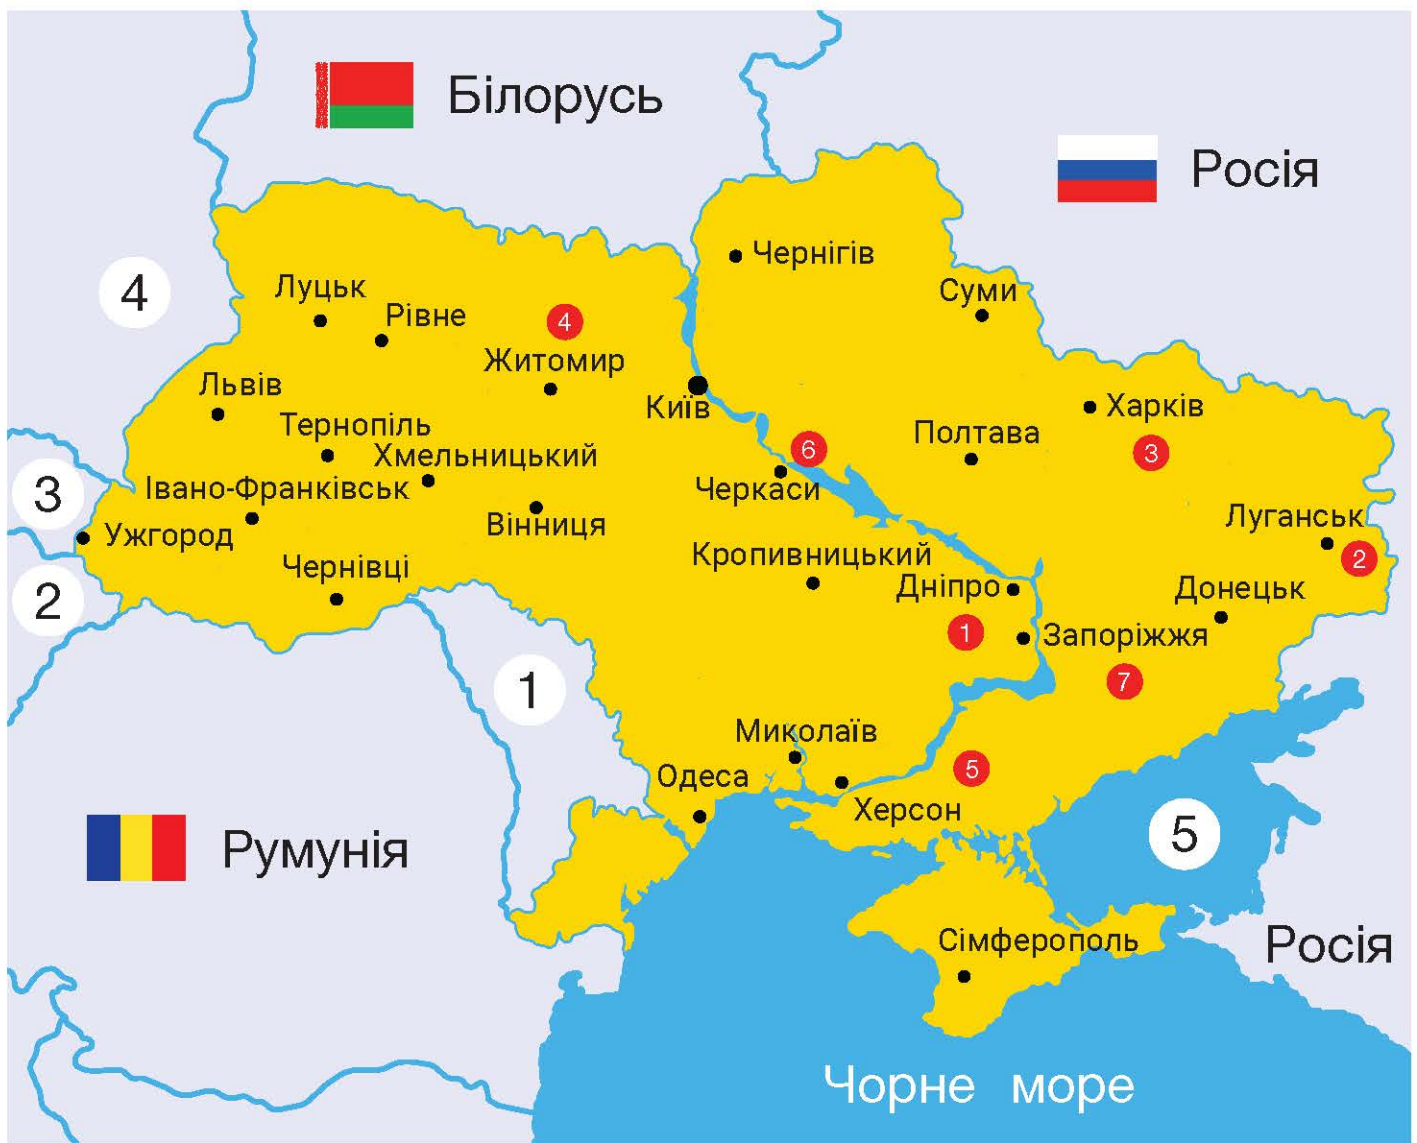 Білорусь
Росія
Чернігів
4
Луцьк
Суми
Рівне
4
Житомир
Львів
Київ
Харків
Тернопіль
Полтава
6
3
Хмельницький
Черкаси
3
Івано-Франківськ
Вінниця
Луганськ
Ужгород
Кропивницький
2
Чернівці
Дніпро
Донецьк
2
1
Запоріжжя
1
7
Миколаїв
Одеса
5
Херсон
5
Румунія
Сімферополь
Росія
Чорне море